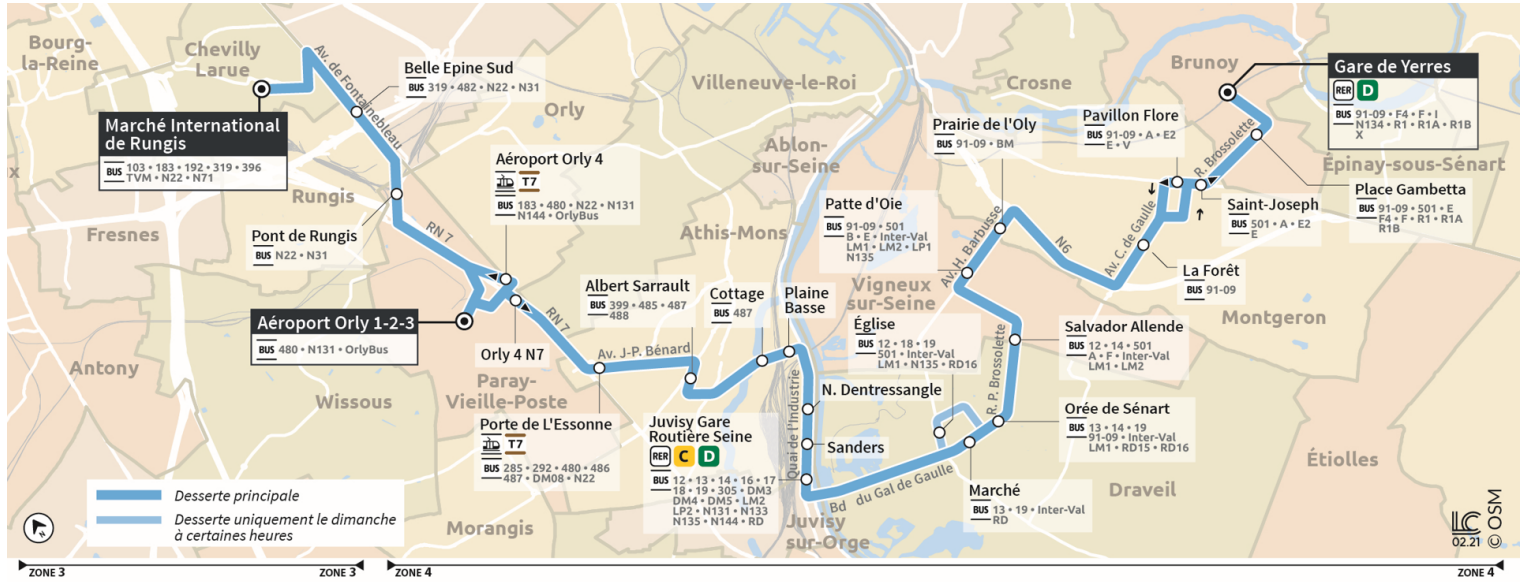 Bourg-
la-Reine
Chevilly
Larue
Av. de Fontainebleau
Belle Epine Sud
BUS 319 • 482 • N22 • N31
Orly
Villeneuve-le-Roi
Crosne
Brunoy
Gare de Yerres
RER D
BUS 91-09 • F4 • F • I
N134 • R1 • R1A • R1B
X
Marché International
de Rungis
BUS 103 • 183 • 192 • 319 • 396
TVM • N22 • N71
x
Aéroport Orly 4
T7
BUS 183 • 480 • N22 • N131
N144 • OrlyBus
Ablon-
sur-Seine
Prairie de l'Oly
BUS 91-09 • BM
Pavillon Flore
BUS 91-09 • A • E2
E • V
R. Brossolette
Épinay-sous-Sénart
Place Gambetta
BUS 91-09 • 501 • E
F4 • F • R1 • R1A
R1B
Saint-Joseph
BUS 501 • A • E2
E
Rungis
Fresnes
Pont de Rungis
BUS N22 • N31
RN 7
Athis-Mons
Patte d'Oie
BUS 91-09 • 501
B • E • Inter-Val
LM1 • LM2 • LP1
N135
Av. H. Barbusse
N6
Av. C. de Gaulle
La Forêt
BUS 91-09
Montgeron
Vigneux
sur-Seine
Aéroport Orly 1-2-3
BUS 480 • N131 • OrlyBus
Orly 4 N7
RN 7
Albert Sarrault
BUS 399 • 485 • 487
488
Cottage
BUS 487
Plaine
Basse
Église
BUS 12 • 18 • 19
501 • Inter-Val
LM1 • N135 • RD16
R. P. Brossolette
Salvador Allende
BUS 12 • 14 • 501
A • F • Inter-Val
LM1 • LM2
Av. J-P. Bénard
Antony
Wissous
Paray-
Vieille-Poste
Porte de L'Essonne
T7
BUS 285 • 292 • 480 • 486
487 • DM08 • N22
Juvisy Gare
Routière Seine
RER C D
BUS 12 • 13 • 14 • 16 • 17
18 • 19 • 305 • DM3
DM4 • DM5 • LM2
LP2 • N131 • N133
N135 • N144 • RD
Quai de l'Industrie
N. Dentressangle
Sanders
Orée de Sénart
BUS 13 • 14 • 19
91-09 • Inter-Val
LM1 • RD15 • RD16
Bd du Gal de Gaulle
Marché
BUS 13 • 19 • Inter-Val
RD
Draveil
Étiolles
Morangis
Juvisy
sur-Orge
Desserte principale
Desserte uniquement le dimanche
à certaines heures
N
LC
02.21
© OSM
ZONE 3
ZONE 3
ZONE 4
ZONE 4